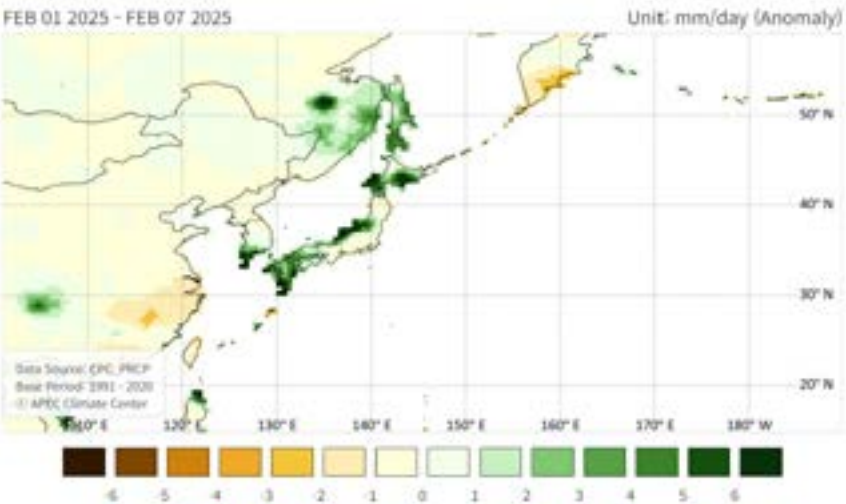 FEB 01 2025 - FEB 07 2025
Unit: mm/day (Anomaly)
50° N
40° N
30° N
20° N
Data Source: CPC_PRCP
Base Period: 1991 - 2020
© APEC Climate Center
110° E 120° E 130° E 140° E 150° E 160° E 170° E 180° W
-6 -5 -4 -3 -2 -1 0 1 2 3 4 5 6